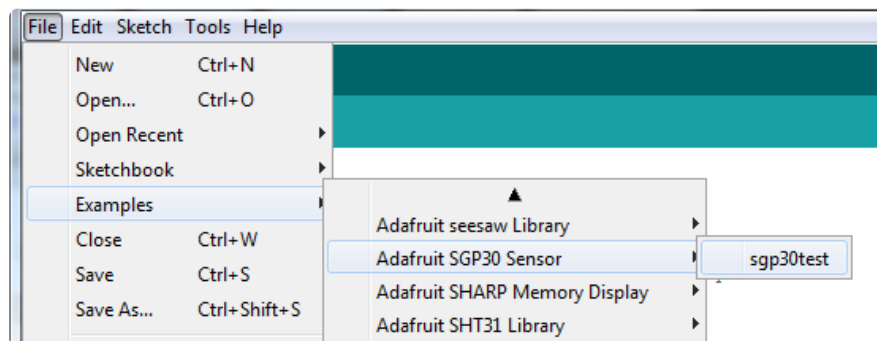 File Edit Sketch Tools Help
New Ctrl+N
Open... Ctrl+O
Open Recent
Sketchbook
Examples
Close Ctrl+W
Save Ctrl+S
Save As... Ctrl+Shift+S
Adafruit seesaw Library
Adafruit SGP30 Sensor
Adafruit SHARP Memory Display
Adafruit SHT31 Library
sgp30test